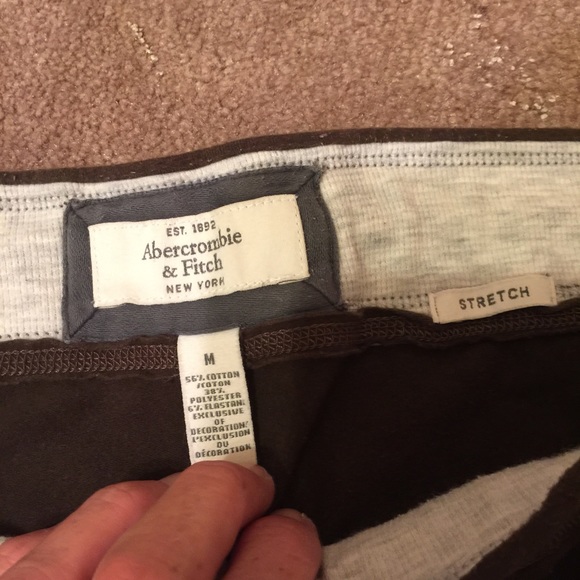 EST. 1892
Abercrombie
& Fitch
NEW YORK
STRETCH
M
56% COTTON
/COTON
38%
POLYESTER
6% ELASTANE
EXCLUSIVE
OF
DECORATION/
L'EXCLUSION
DU
DÉCORATION